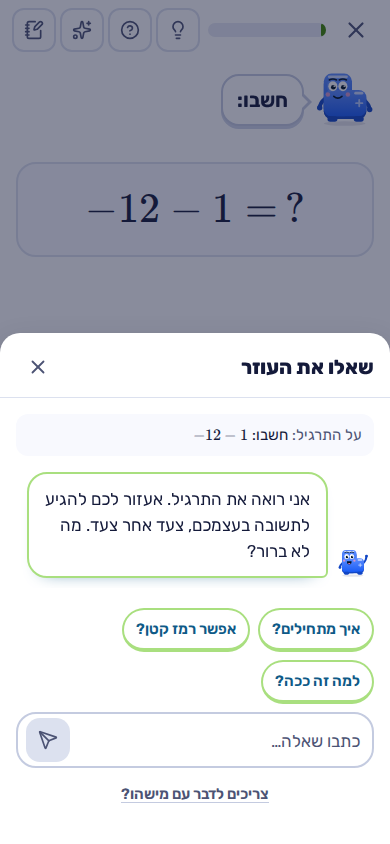 חשבו:
−12 − 1 = ?
שאלו את העוזר
על התרגיל: חשבו: −12 − 1
אני רואה את התרגיל. אעזור לכם להגיע
לתשובה בעצמכם, צעד אחר צעד. מה
לא ברור?
איך מתחילים?
אפשר רמז קטן?
למה זה ככה?
כתבו שאלה...
צריכים לדבר עם מישהו?